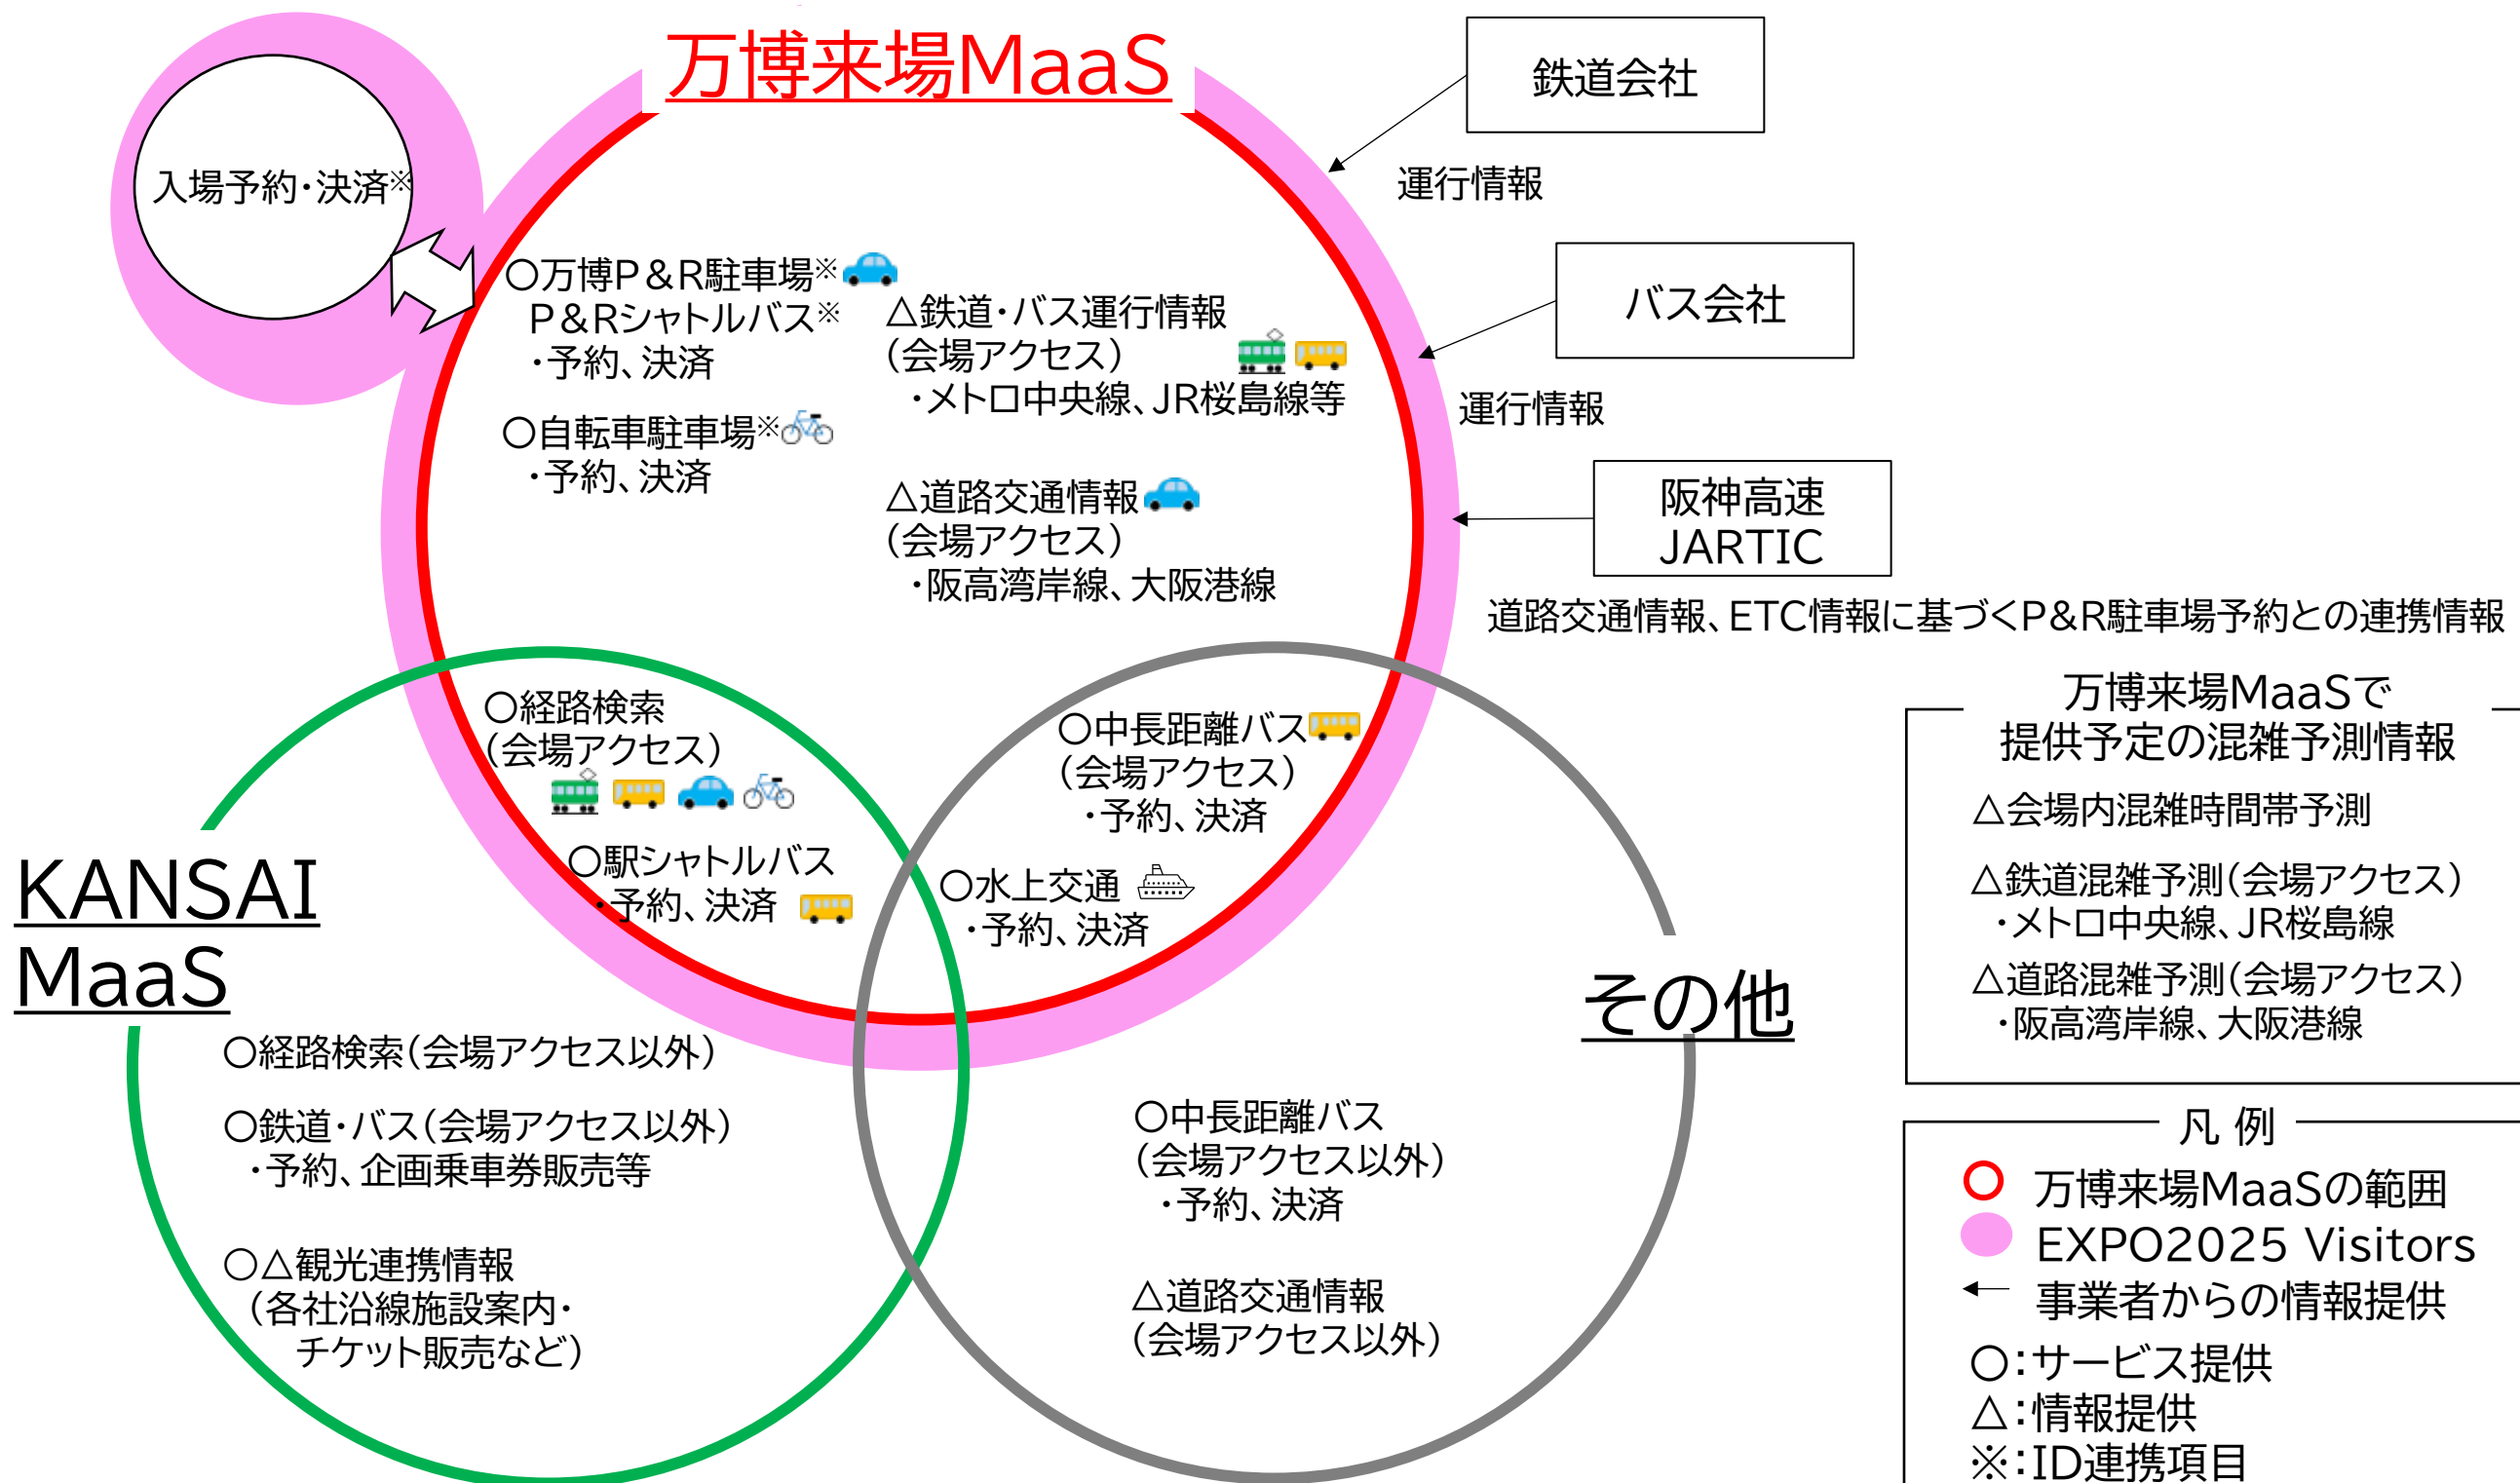 万博来場MaaS
入場予約・決済※
鉄道会社
運行情報
バス会社
運行情報
阪神高速
JARTIC
道路交通情報、ETC情報に基づくP&R駐車場予約との連携情報
〇万博P＆R駐車場※
P＆Rシャトルバス※
・予約、決済
〇自転車駐車場※
・予約、決済
△鉄道・バス運行情報
（会場アクセス）
・メトロ中央線、JR桜島線等
△道路交通情報
（会場アクセス）
・阪高湾岸線、大阪港線
〇経路検索
（会場アクセス）
〇駅シャトルバス
・予約、決済
〇中長距離バス
（会場アクセス）
・予約、決済
〇水上交通
・予約、決済
KANSAI
MaaS
〇経路検索（会場アクセス以外）
〇鉄道・バス（会場アクセス以外）
・予約、企画乗車券販売等
〇△観光連携情報
（各社沿線施設案内・
チケット販売など）
その他
〇中長距離バス
（会場アクセス以外）
・予約、決済
△道路交通情報
（会場アクセス以外）
万博来場MaaSで
提供予定の混雑予測情報
△会場内混雑時間帯予測
△鉄道混雑予測（会場アクセス）
・メトロ中央線、JR桜島線
△道路混雑予測（会場アクセス）
・阪高湾岸線、大阪港線
凡 例
万博来場MaaSの範囲
EXPO2025 Visitors
事業者からの情報提供
〇：サービス提供
△：情報提供
※：ID連携項目